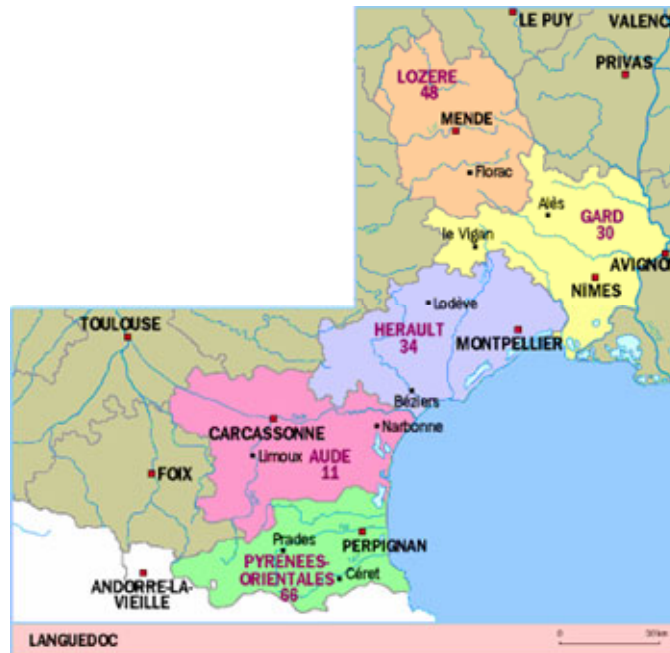 LE PUY
VALENC
PRIVAS
LOZERE
48
MENDE
Florac
Alès
GARD
30
le Vigan
AVIGNO
NIMES
Lodève
TOULOUSE
HERAULT
34
MONTPELLIER
Béziers
CARCASSONNE
Narbonne
Limoux
AUDE
11
FOIX
Prades
PERPIGNAN
PYRENEES-
ORIENTALES
66
Céret
ANDORRE-LA-
VIEILLE
LANGUEDOC
0 30 km